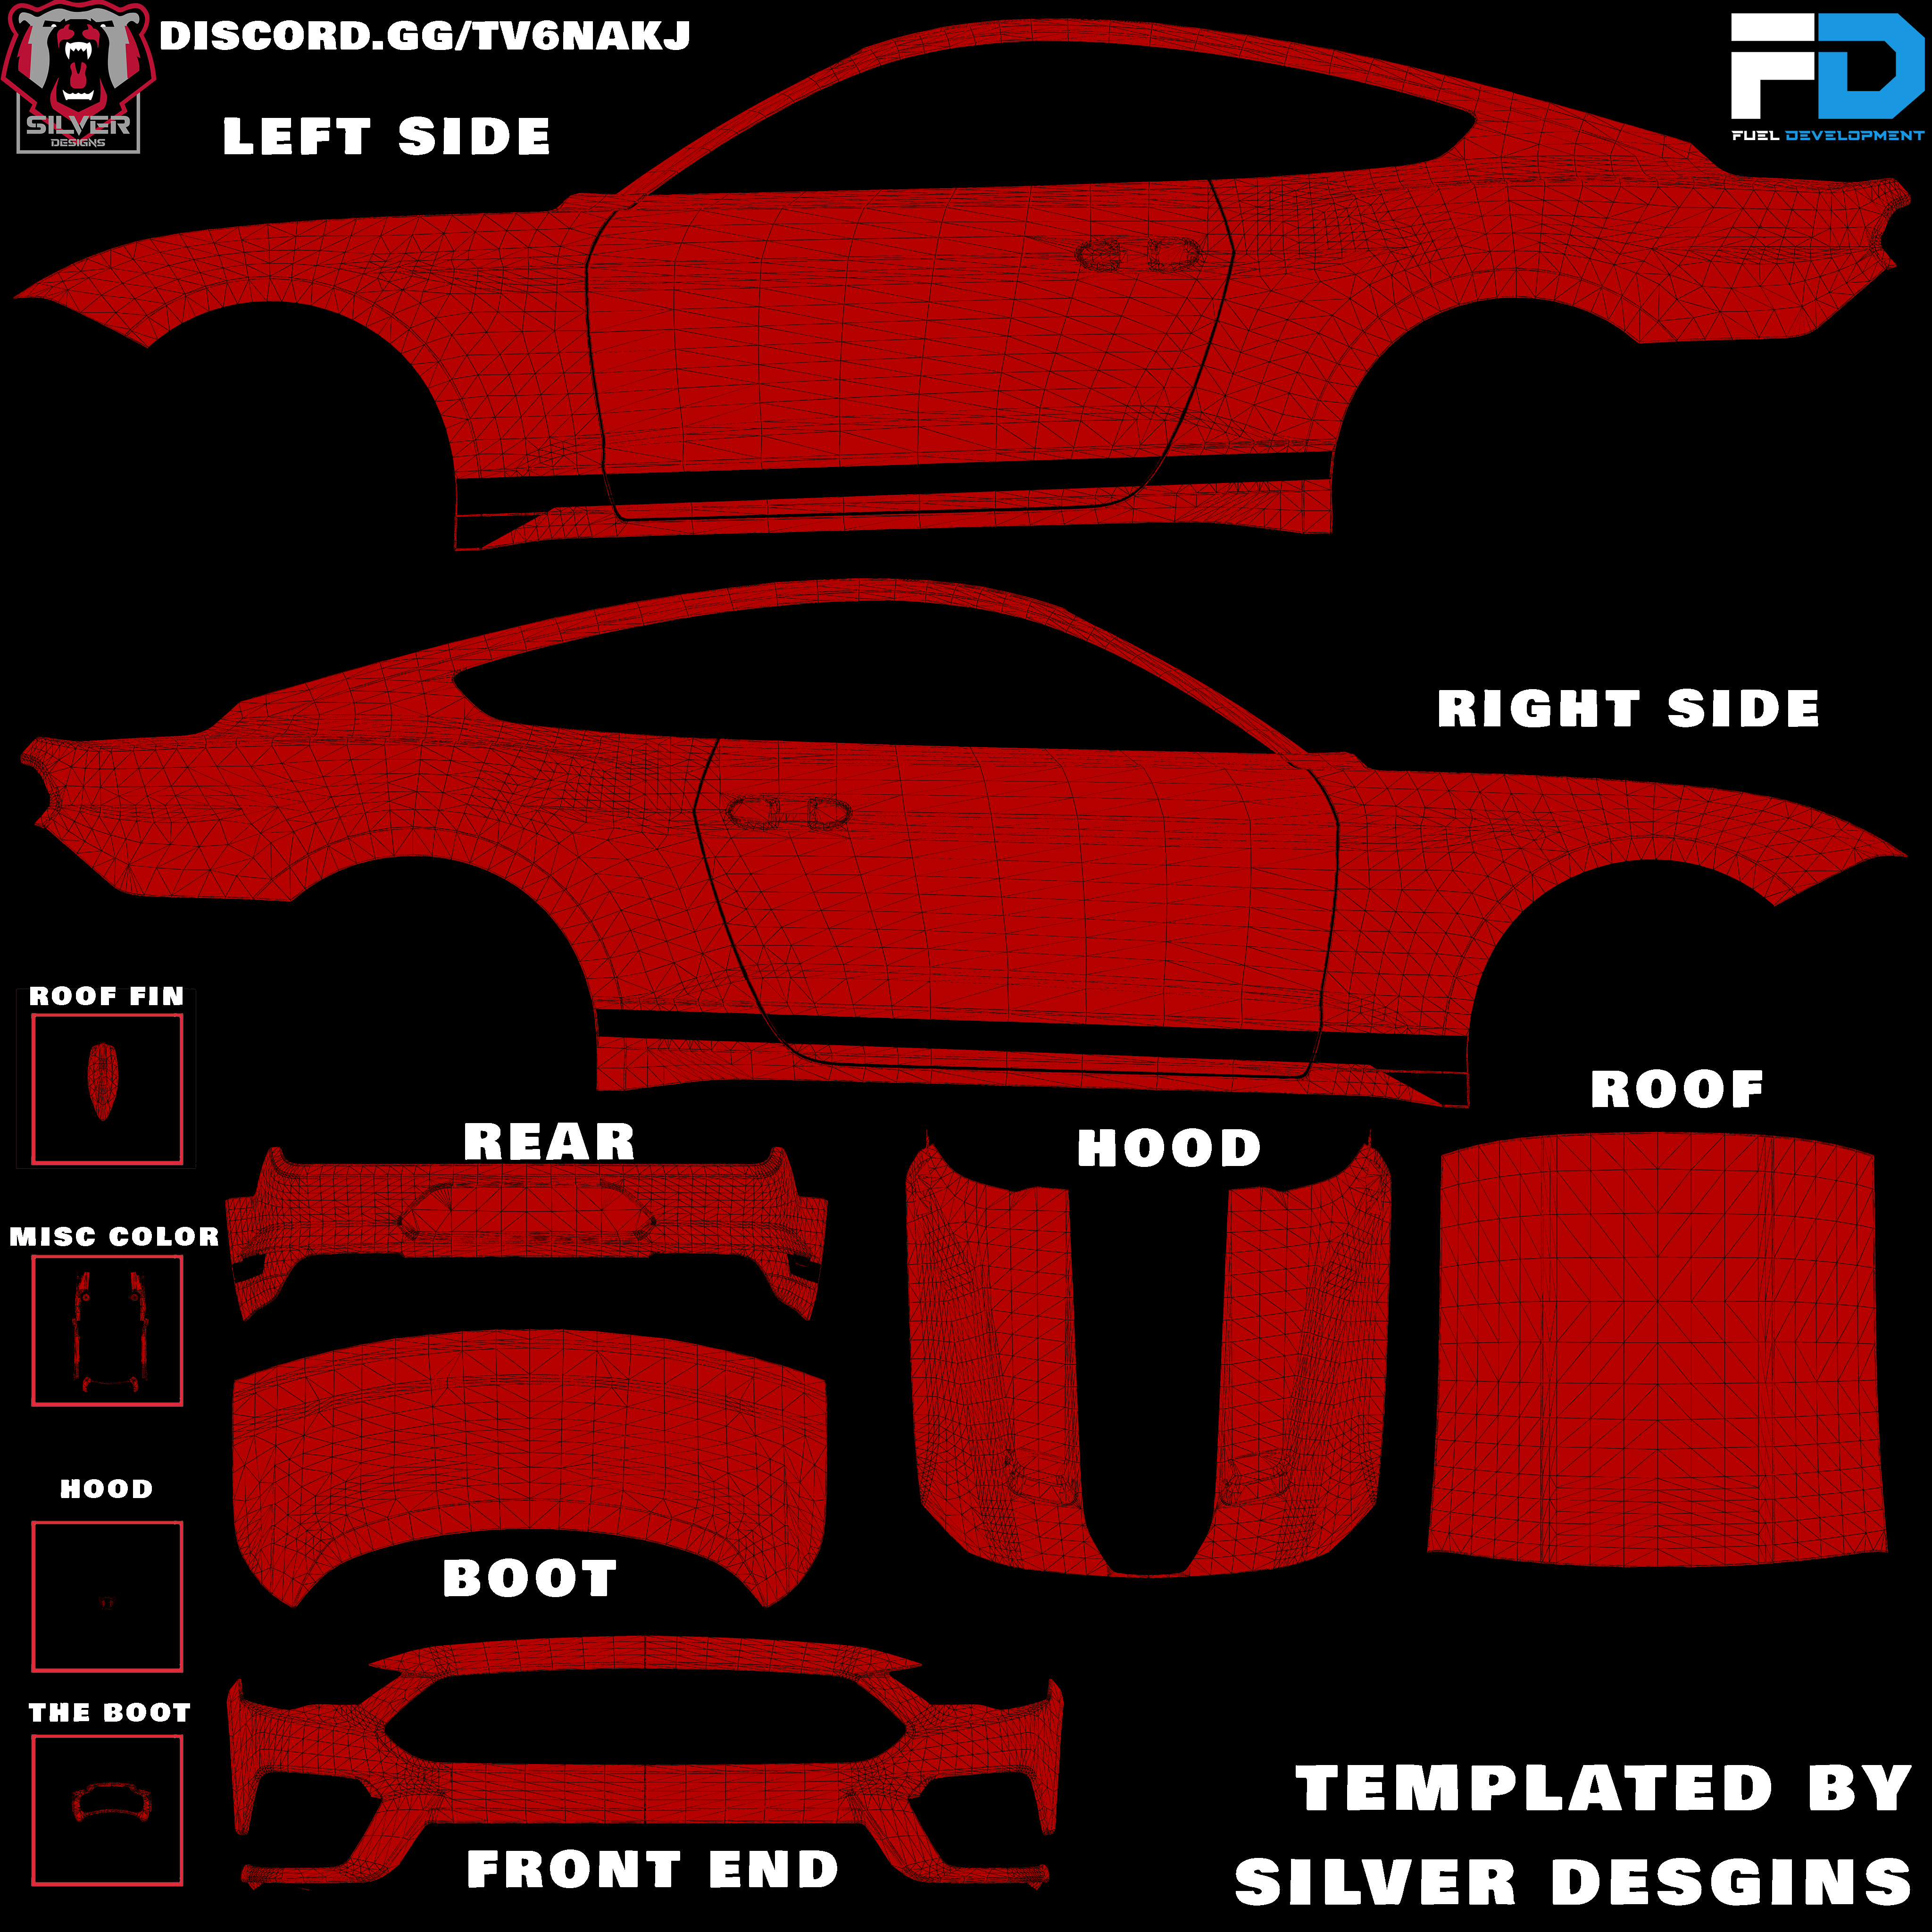 DISCORD.GG/TV6NAKJ
SILVER
DESIGNS
LEFT SIDE
FD
FUEL DEVELOPMENT
RIGHT SIDE
ROOF FIN
ROOF
REAR
HOOD
MISC COLOR
HOOD
BOOT
THE BOOT
FRONT END
TEMPLATED BY
SILVER DESGINS